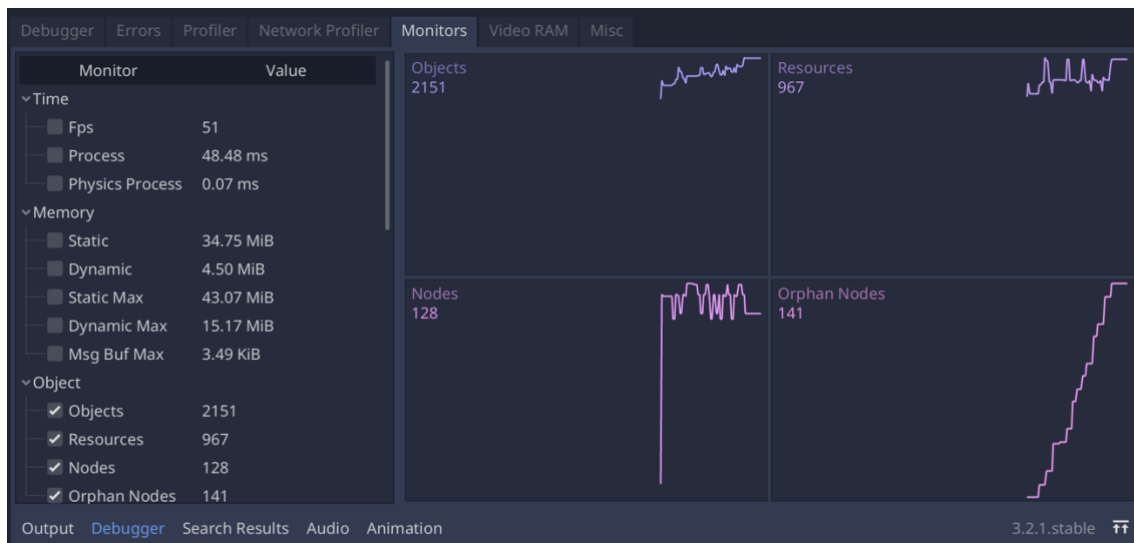 Debugger Errors Profiler Network Profiler Monitors Video RAM Misc
Monitor Value
Time
Fps 51
Process 48.48 ms
Physics Process 0.07 ms
Memory
Static 34.75 MiB
Dynamic 4.50 MiB
Static Max 43.07 MiB
Dynamic Max 15.17 MiB
Msg Buf Max 3.49 KiB
Object
Objects 2151
Resources 967
Nodes 128
Orphan Nodes 141
Objects
2151
Resources
967
Nodes
128
Orphan Nodes
141
Output Debugger Search Results Audio Animation 3.2.1.stable